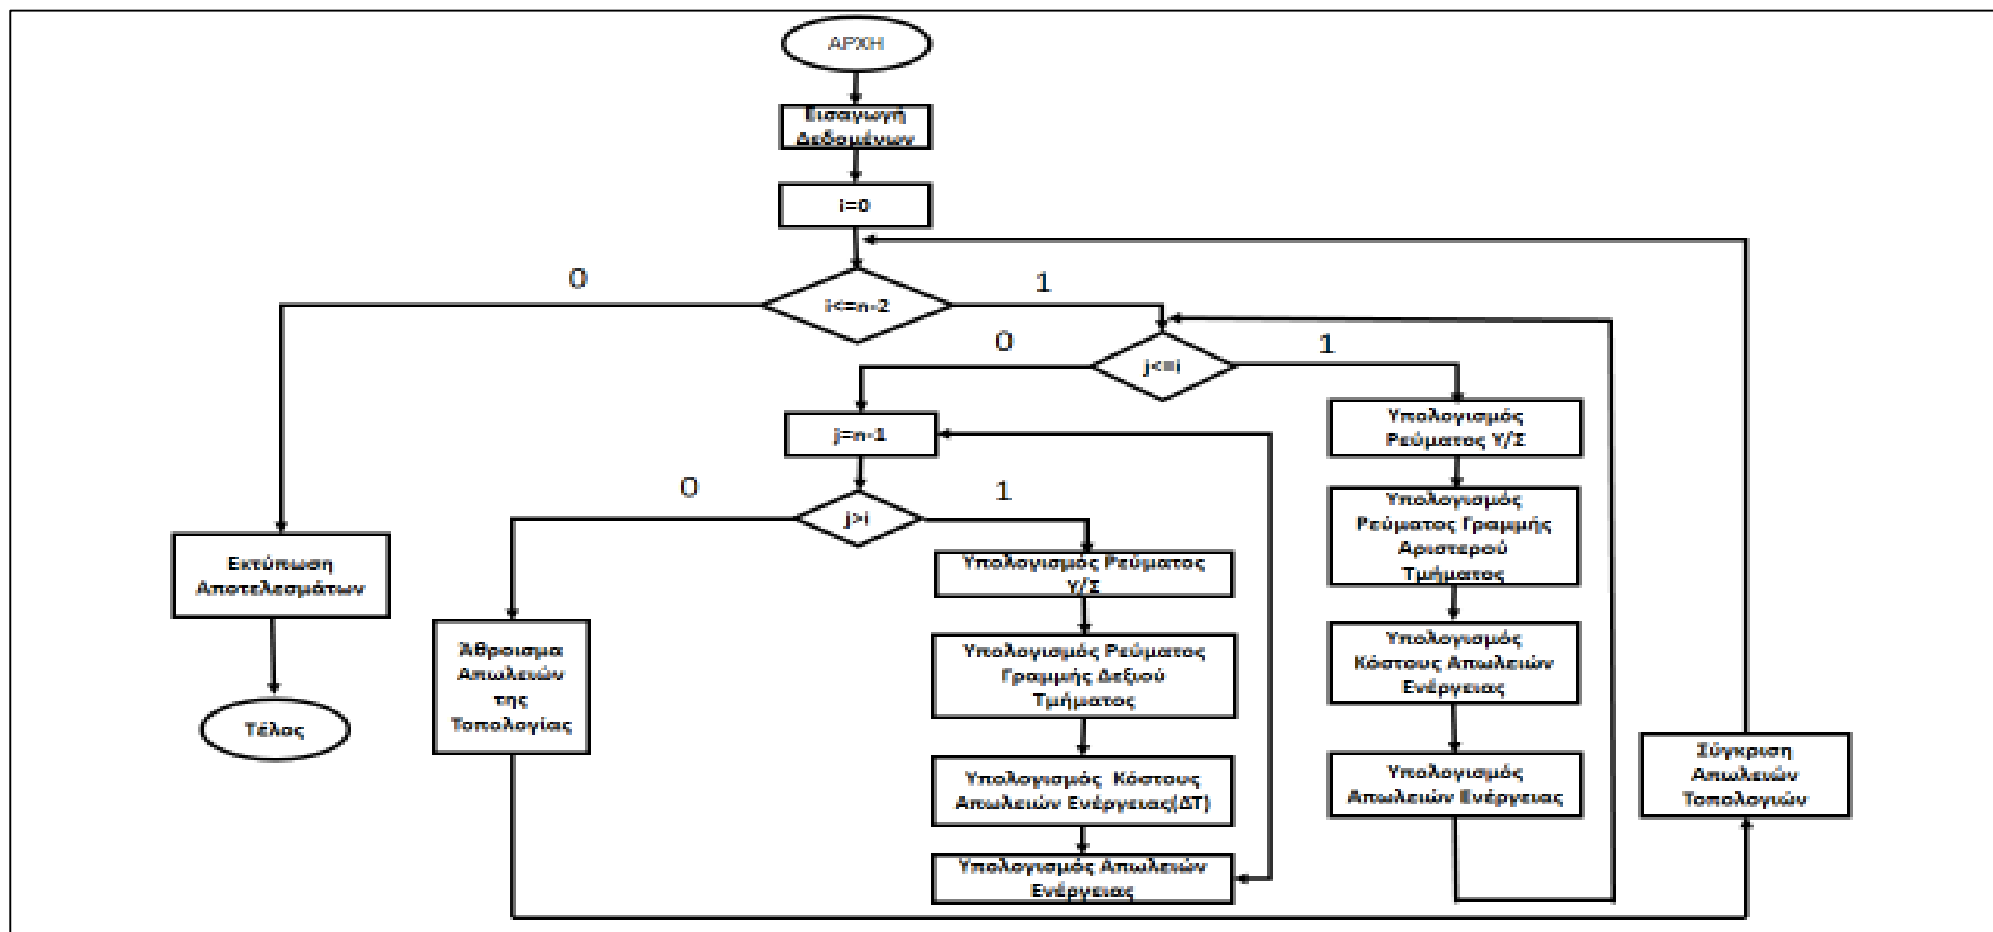 ΑΡΧΗ
Εισαγωγή
Δεδομένων
i=0
0
1
i<=n-2
0
1
j<=i
j=n-1
Υπολογισμός
Ρεύματος Υ/Σ
0
1
j>i
Υπολογισμός
Ρεύματος Γραμμής
Αριστερού
Τμήματος
Εκτύπωση
Αποτελεσμάτων
Υπολογισμός Ρεύματος
Υ/Σ
Άθροισμα
Απωλειών
της
Τοπολογίας
Υπολογισμός Ρεύματος
Γραμμής Δεξιού
Τμήματος
Υπολογισμός
Κόστους Απωλειών
Ενέργειας
Τέλος
Υπολογισμός Κόστους
Απωλειών Ενέργειας(ΔΤ)
Υπολογισμός
Απωλειών Ενέργειας
Σύγκριση
Απωλειών
Τοπολογιών
Υπολογισμός Απωλειών
Ενέργειας